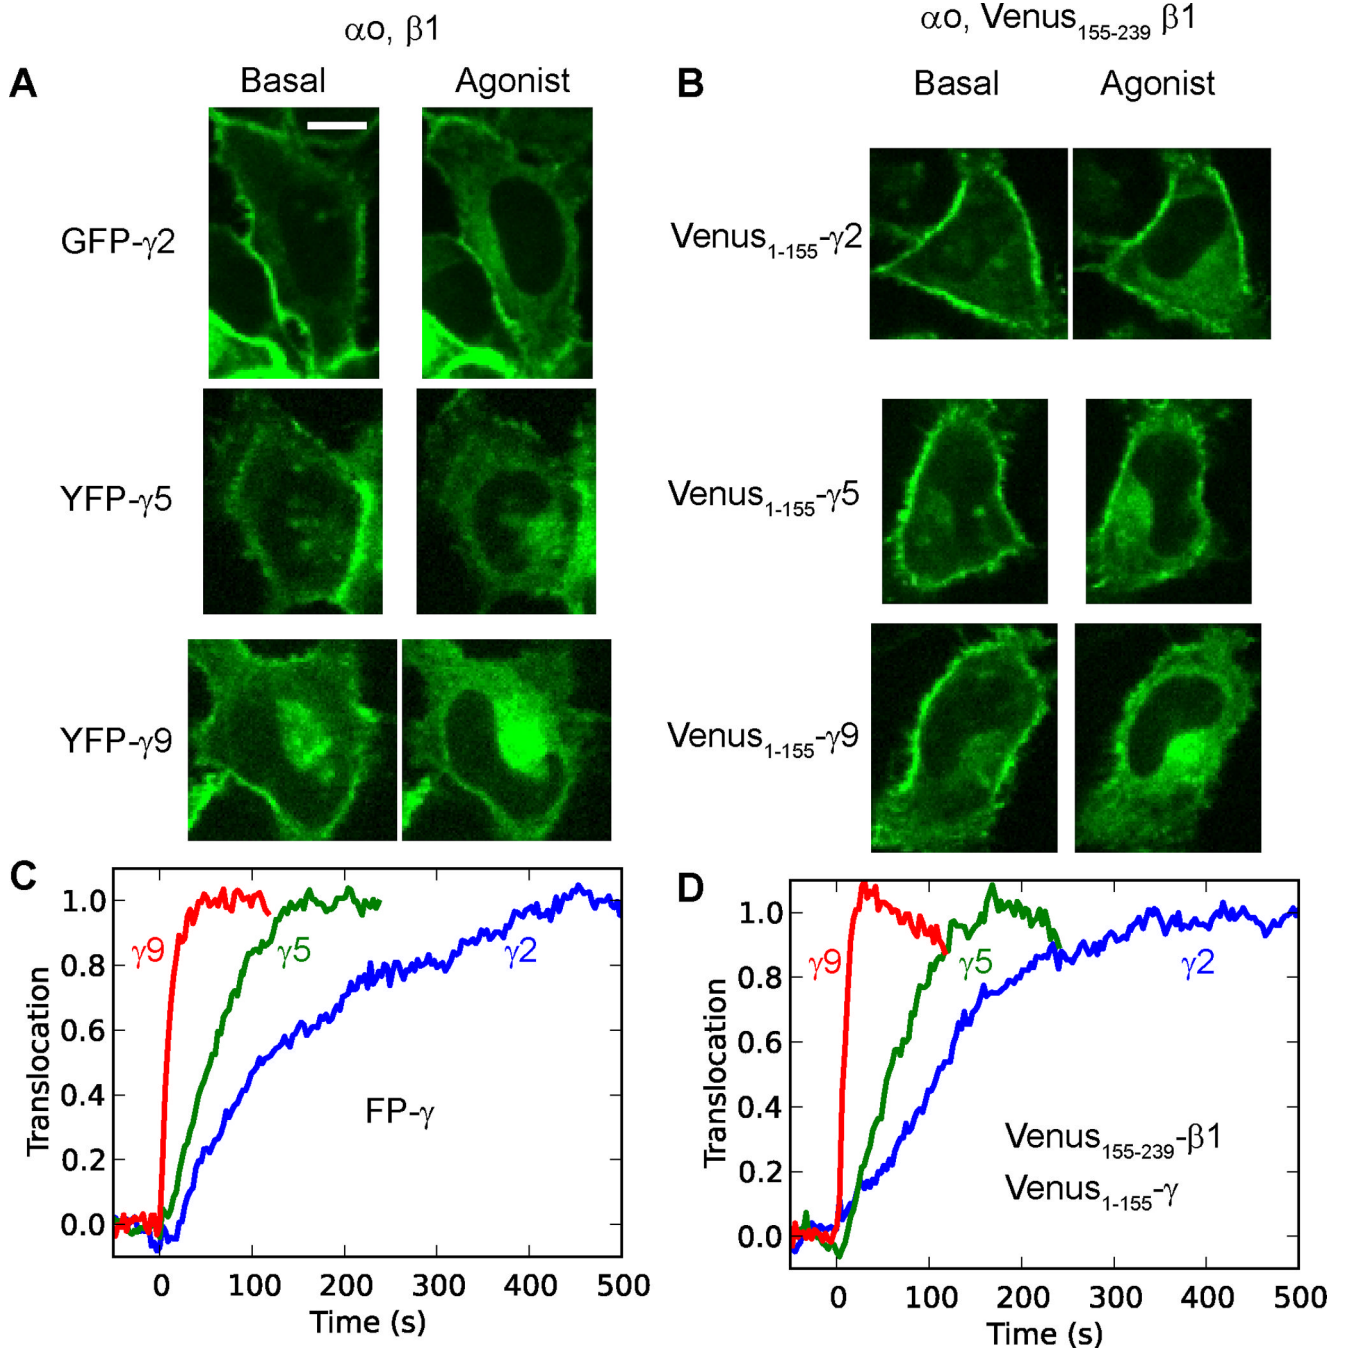 αo, β1
αo, Venus155-239 β1
A
Basal
Agonist
B
Basal
Agonist
GFP-γ2
Venus1-155-γ2
YFP-γ5
Venus1-155-γ5
YFP-γ9
Venus1-155-γ9
C
Translocation
1.0
0.8
0.6
0.4
0.2
0.0
γ9
γ5
γ2
FP-γ
0 100 200 300 400 500
Time (s)
D
Translocation
1.0
0.8
0.6
0.4
0.2
0.0
γ9
γ5
γ2
Venus155-239-β1
Venus1-155-γ
0 100 200 300 400 500
Time (s)